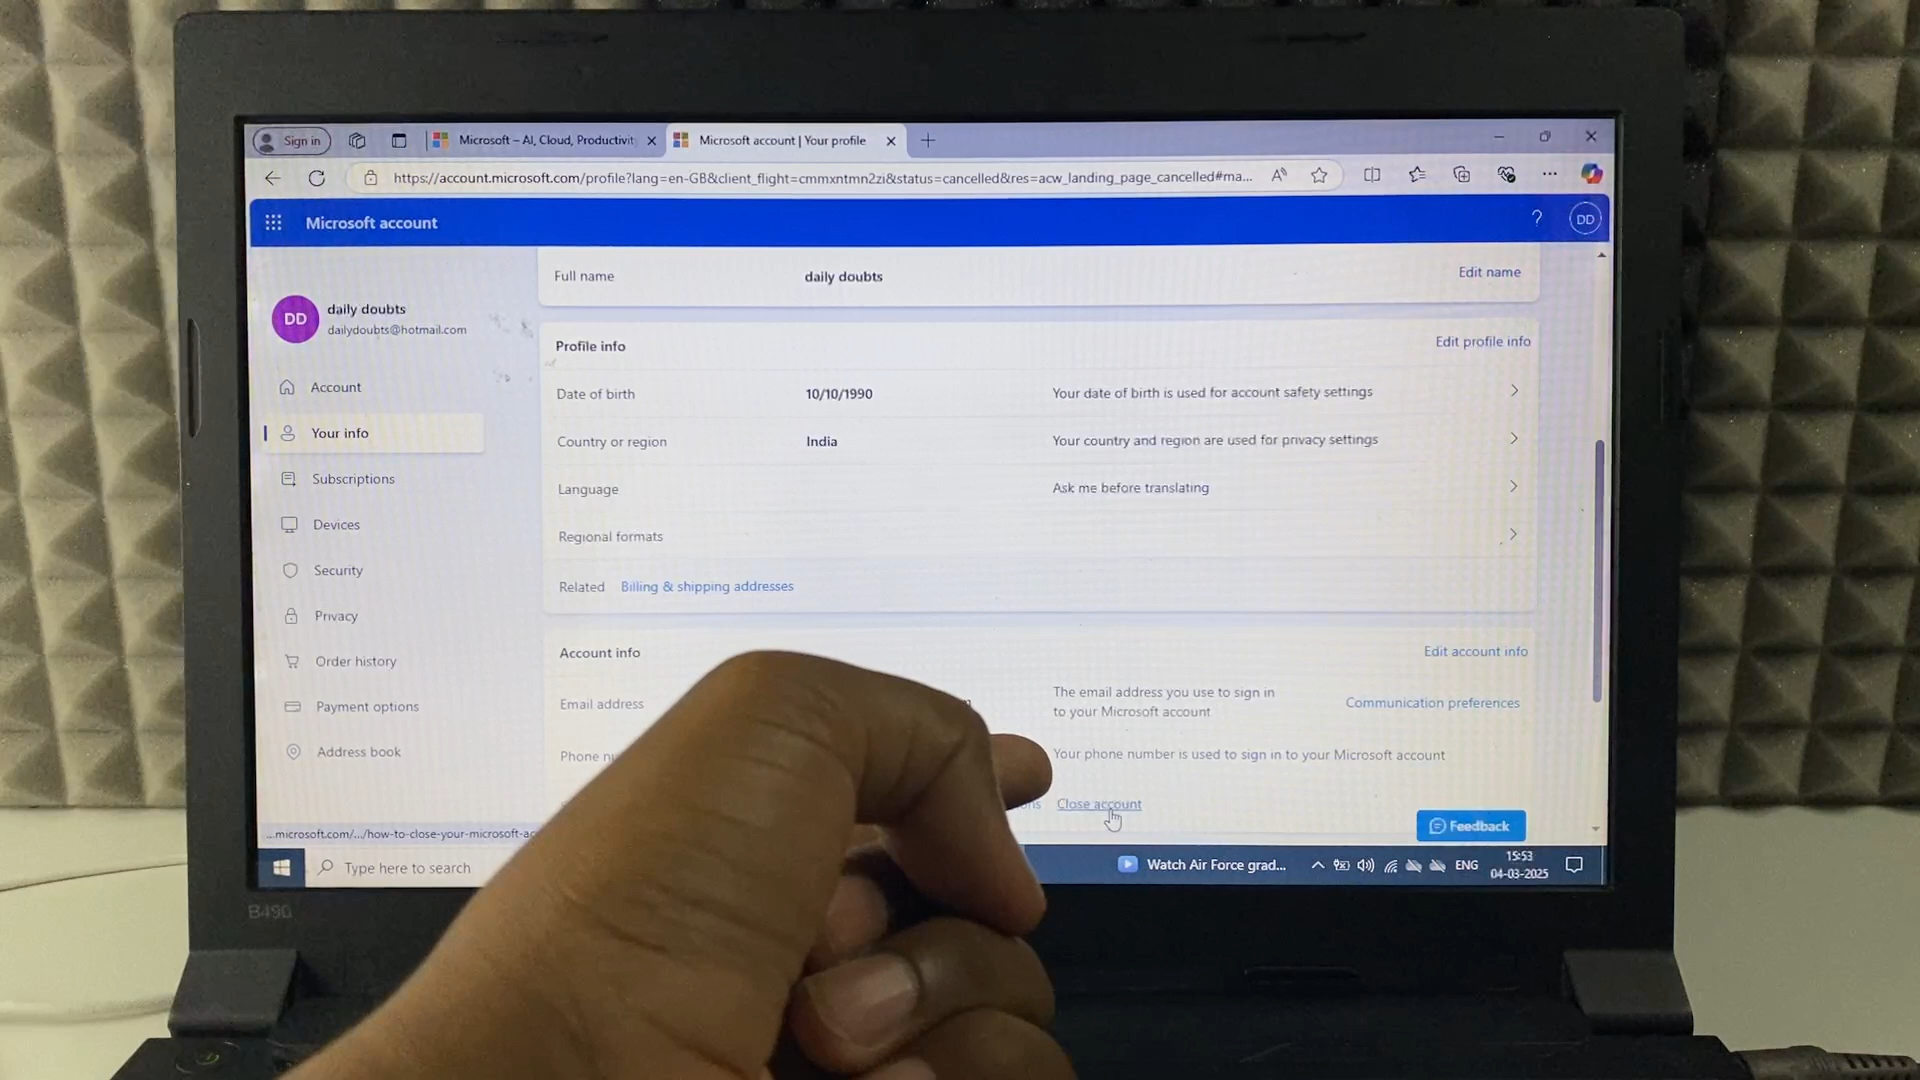 Sign in
Microsoft – AI, Cloud, Productivit
Microsoft account | Your profile
https://account.microsoft.com/profile?lang=en-GB&client_flight=cmmxntmn2zi&status=cancelled&res=acw_landing_page_cancelled#ma...
Microsoft account
?
DD
DD
daily doubts
dailydoubts@hotmail.com
Account
Your info
Subscriptions
Devices
Security
Privacy
Order history
Payment options
Address book
Full name
daily doubts
Edit name
Profile info
Edit profile info
Date of birth
10/10/1990
Your date of birth is used for account safety settings
Country or region
India
Your country and region are used for privacy settings
Language
Ask me before translating
Regional formats
Related
Billing & shipping addresses
Account info
Edit account info
Email address
The email address you use to sign in
to your Microsoft account
Communication preferences
Phone nu
Your phone number is used to sign in to your Microsoft account
ons
Close account
Feedback
...microsoft.com/.../how-to-close-your-microsoft-ac
Type here to search
Watch Air Force grad...
ENG
15:53
04-03-2025
B490